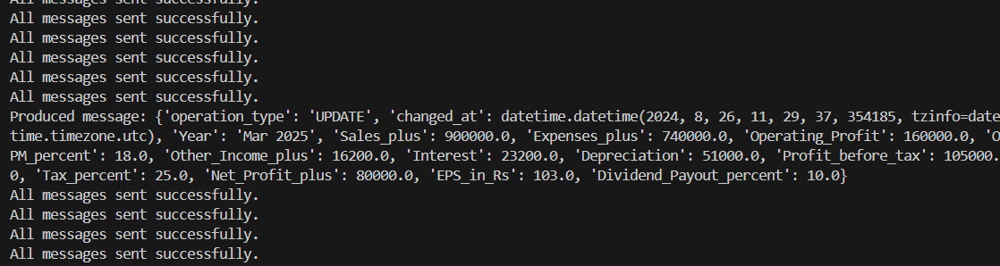 All messages sent successfully.
All messages sent successfully.
All messages sent successfully.
All messages sent successfully.
All messages sent successfully.
Produced message: {'operation_type': 'UPDATE', 'changed_at': datetime.datetime(2024, 8, 26, 11, 29, 37, 354185, tzinfo=date
time.timezone.utc), 'Year': 'Mar 2025', 'Sales_plus': 900000.0, 'Expenses_plus': 740000.0, 'Operating_Profit': 160000.0, 'O
PM_percent': 18.0, 'Other_Income_plus': 16200.0, 'Interest': 23200.0, 'Depreciation': 51000.0, 'Profit_before_tax': 105000.
0, 'Tax_percent': 25.0, 'Net_Profit_plus': 80000.0, 'EPS_in_Rs': 103.0, 'Dividend_Payout_percent': 10.0}
All messages sent successfully.
All messages sent successfully.
All messages sent successfully.
All messages sent successfully.